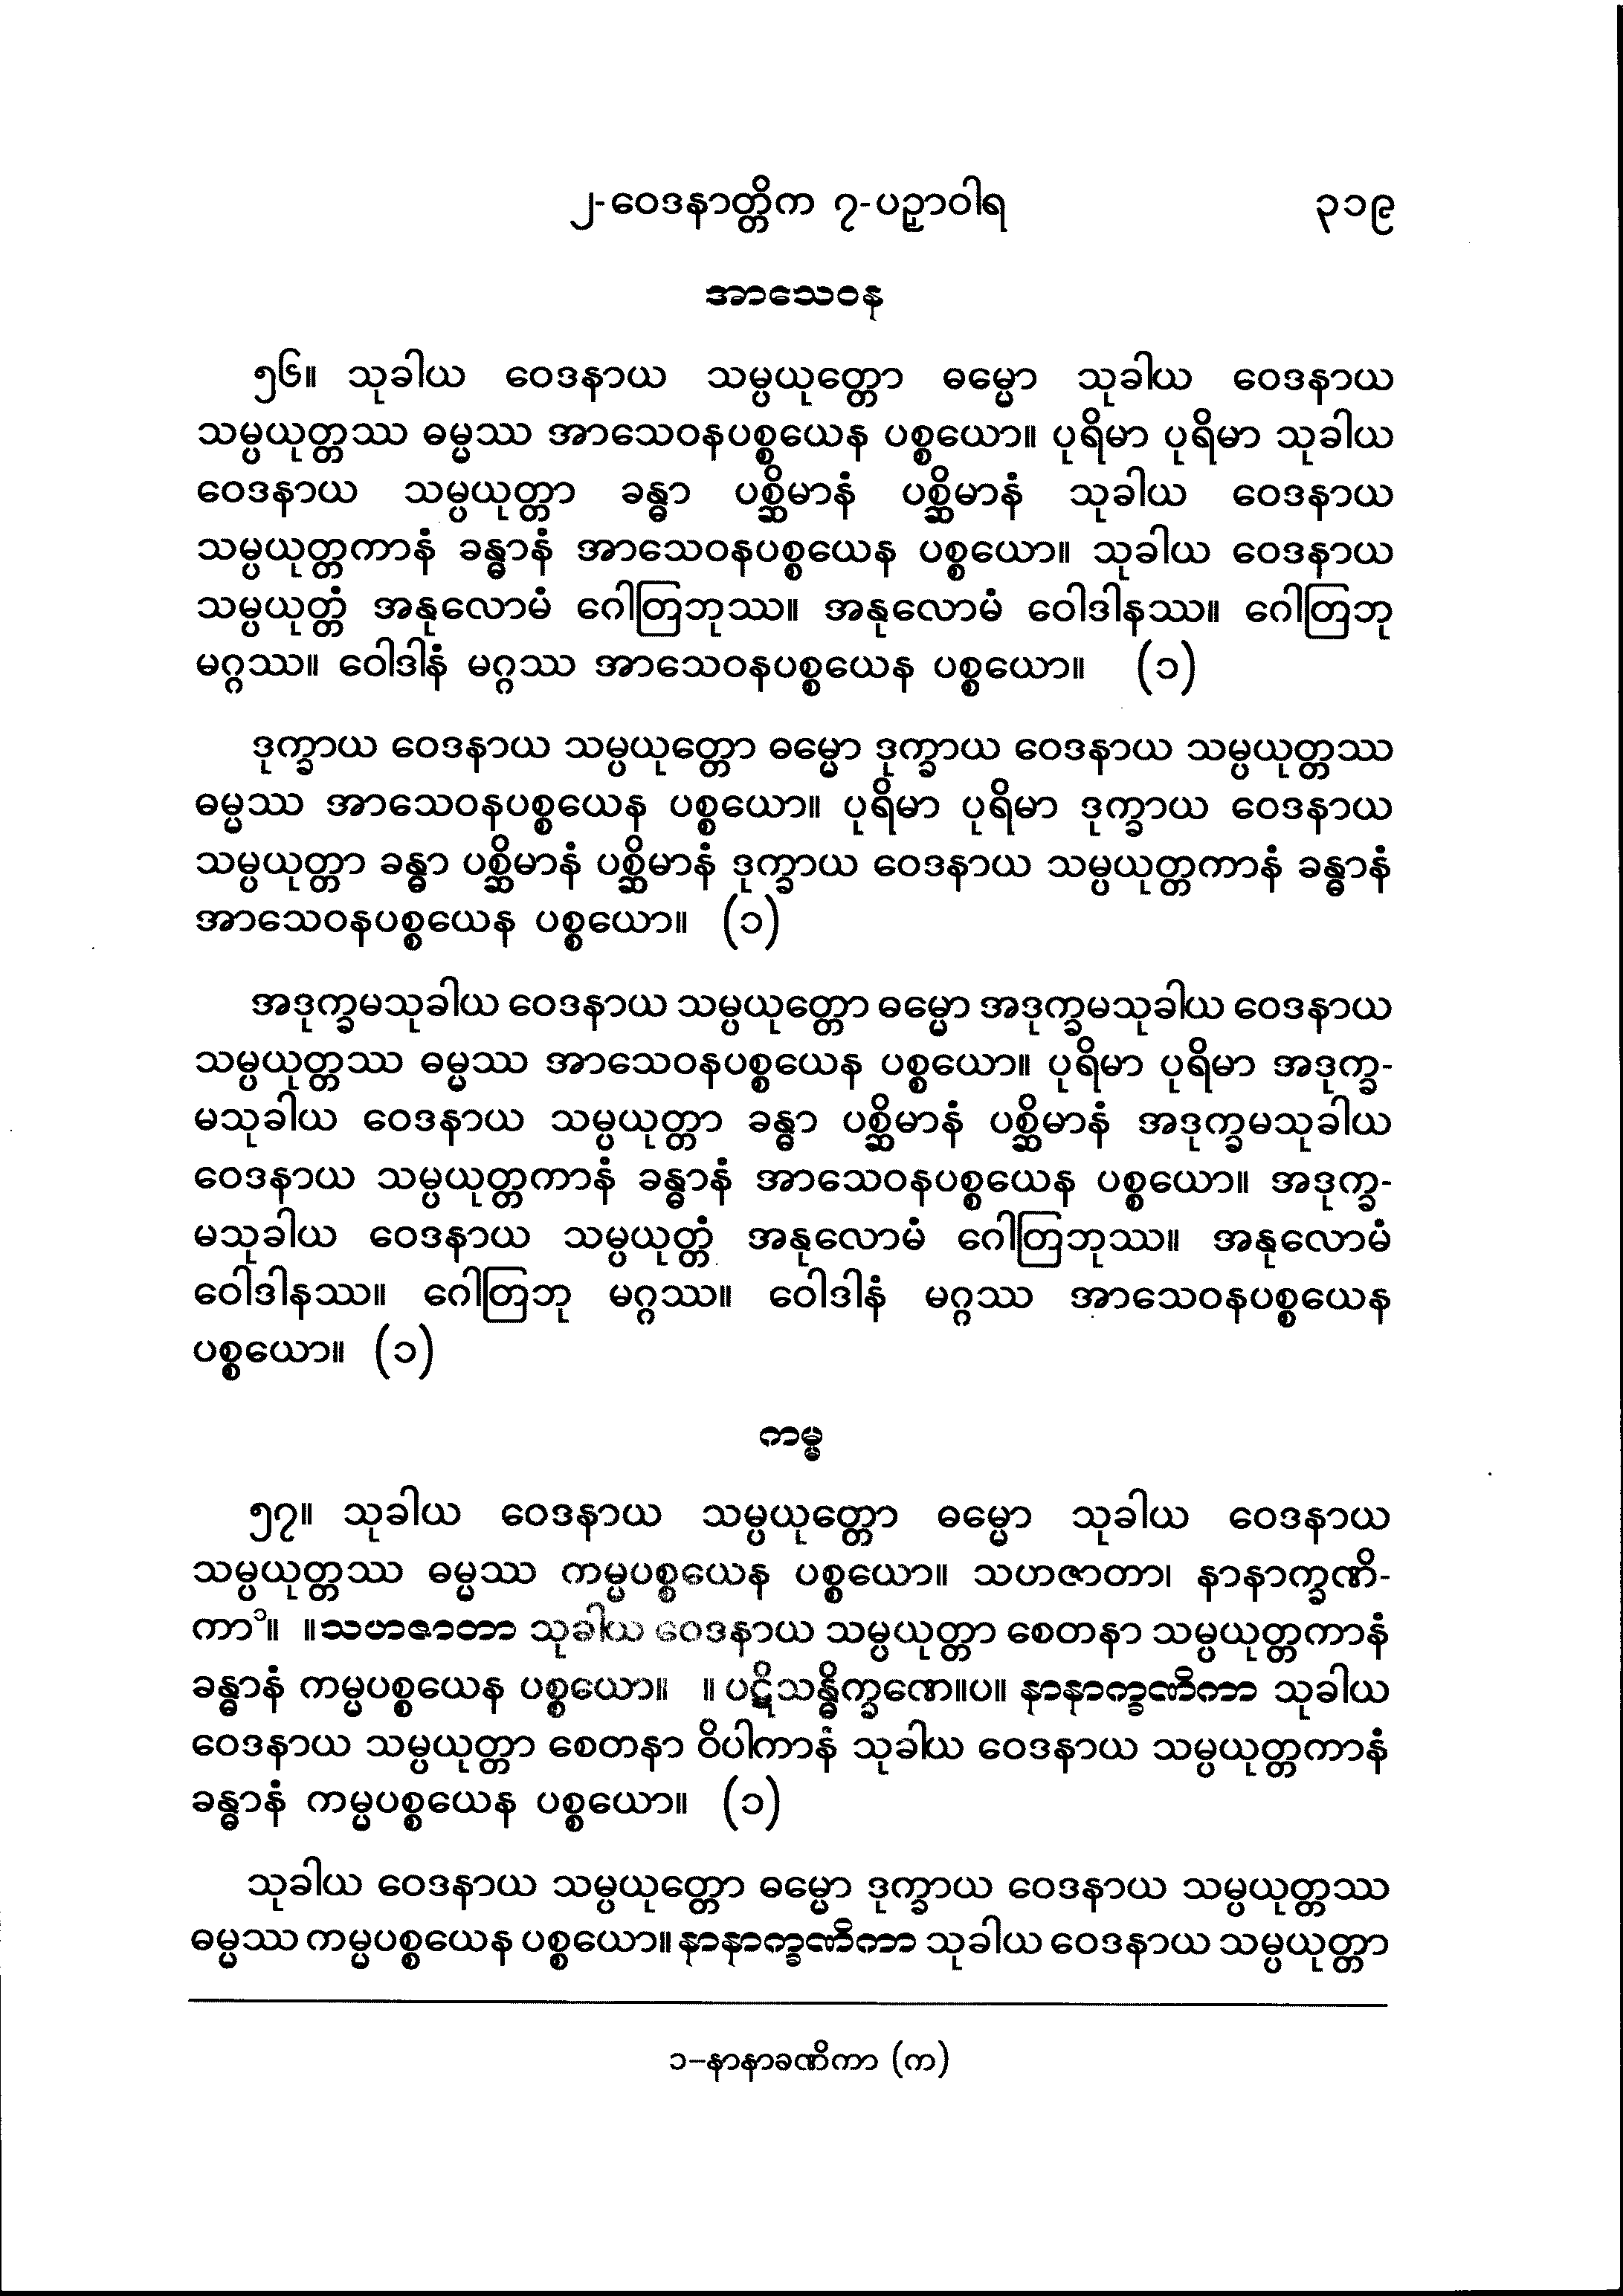 ၂-ဝေဒနာတ္တိက ၇-ပဉှာဝါရ ၃၁၉
အာသေဝန
၅၆။ သုခါယ ဝေဒနာယ သမ္ပယုတ္တော ဓမ္မော သုခါယ ဝေဒနာယ
သမ္ပယုတ္တဿ ဓမ္မဿ အာသေဝနပစ္စယေန ပစ္စယော။ ပုရိမာ ပုရိမာ သုခါယ
ဝေဒနာယ သမ္ပယုတ္တာ ခန္ဓာ ပစ္ဆိမာနံ ပစ္ဆိမာနံ သုခါယ ဝေဒနာယ
သမ္ပယုတ္တကာနံ ခန္ဓာနံ အာသေဝနပစ္စယေန ပစ္စယော။ သုခါယ ဝေဒနာယ
သမ္ပယုတ္တံ အနုလောမံ ဂေါတြဘုဿ။ အနုလောမံ ဝေါဒါနဿ။ ဂေါတြဘု
မဂ္ဂဿ။ ဝေါဒါနံ မဂ္ဂဿ အာသေဝနပစ္စယေန ပစ္စယော။ (၁)
ဒုက္ခာယ ဝေဒနာယ သမ္ပယုတ္တော ဓမ္မော ဒုက္ခာယ ဝေဒနာယ သမ္ပယုတ္တဿ
ဓမ္မဿ အာသေဝနပစ္စယေန ပစ္စယော။ ပုရိမာ ပုရိမာ ဒုက္ခာယ ဝေဒနာယ
သမ္ပယုတ္တာ ခန္ဓာ ပစ္ဆိမာနံ ပစ္ဆိမာနံ ဒုက္ခာယ ဝေဒနာယ သမ္ပယုတ္တကာနံ ခန္ဓာနံ
အာသေဝနပစ္စယေန ပစ္စယော။ (၁)
အဒုက္ခမသုခါယ ဝေဒနာယ သမ္ပယုတ္တော ဓမ္မော အဒုက္ခမသုခါယ ဝေဒနာယ
သမ္ပယုတ္တဿ ဓမ္မဿ အာသေဝနပစ္စယေန ပစ္စယော။ ပုရိမာ ပုရိမာ အဒုက္ခ-
မသုခါယ ဝေဒနာယ သမ္ပယုတ္တာ ခန္ဓာ ပစ္ဆိမာနံ ပစ္ဆိမာနံ အဒုက္ခမသုခါယ
ဝေဒနာယ သမ္ပယုတ္တကာနံ ခန္ဓာနံ အာသေဝနပစ္စယေန ပစ္စယော။ အဒုက္ခ-
မသုခါယ ဝေဒနာယ သမ္ပယုတ္တံ အနုလောမံ ဂေါတြဘုဿ။ အနုလောမံ
ဝေါဒါနဿ။ ဂေါတြဘု မဂ္ဂဿ။ ဝေါဒါနံ မဂ္ဂဿ အာသေဝနပစ္စယေန
ပစ္စယော။ (၁)
ကမ္မ
၅၇။ သုခါယ ဝေဒနာယ သမ္ပယုတ္တော ဓမ္မော သုခါယ ဝေဒနာယ
သမ္ပယုတ္တဿ ဓမ္မဿ ကမ္မပစ္စယေန ပစ္စယော။ သဟဇာတာ၊ နာနာက္ခဏိ-
ကာ၁။ ။သဟဇာတာ သုခါယ ဝေဒနာယ သမ္ပယုတ္တာ စေတနာ သမ္ပယုတ္တကာနံ
ခန္ဓာနံ ကမ္မပစ္စယေန ပစ္စယော။ ။ ပဋိသန္ဓိက္ခဏေ။ပ။ နာနာက္ခဏိကာ သုခါယ
ဝေဒနာယ သမ္ပယုတ္တာ စေတနာ ဝိပါကာနံ သုခါယ ဝေဒနာယ သမ္ပယုတ္တကာနံ
ခန္ဓာနံ ကမ္မပစ္စယေန ပစ္စယော။ (၁)
သုခါယ ဝေဒနာယ သမ္ပယုတ္တော ဓမ္မော ဒုက္ခာယ ဝေဒနာယ သမ္ပယုတ္တဿ
ဓမ္မဿ ကမ္မပစ္စယေန ပစ္စယော။ နာနာက္ခဏိကာ သုခါယ ဝေဒနာယ သမ္ပယုတ္တာ
၁–နာနာခဏိကာ (က)